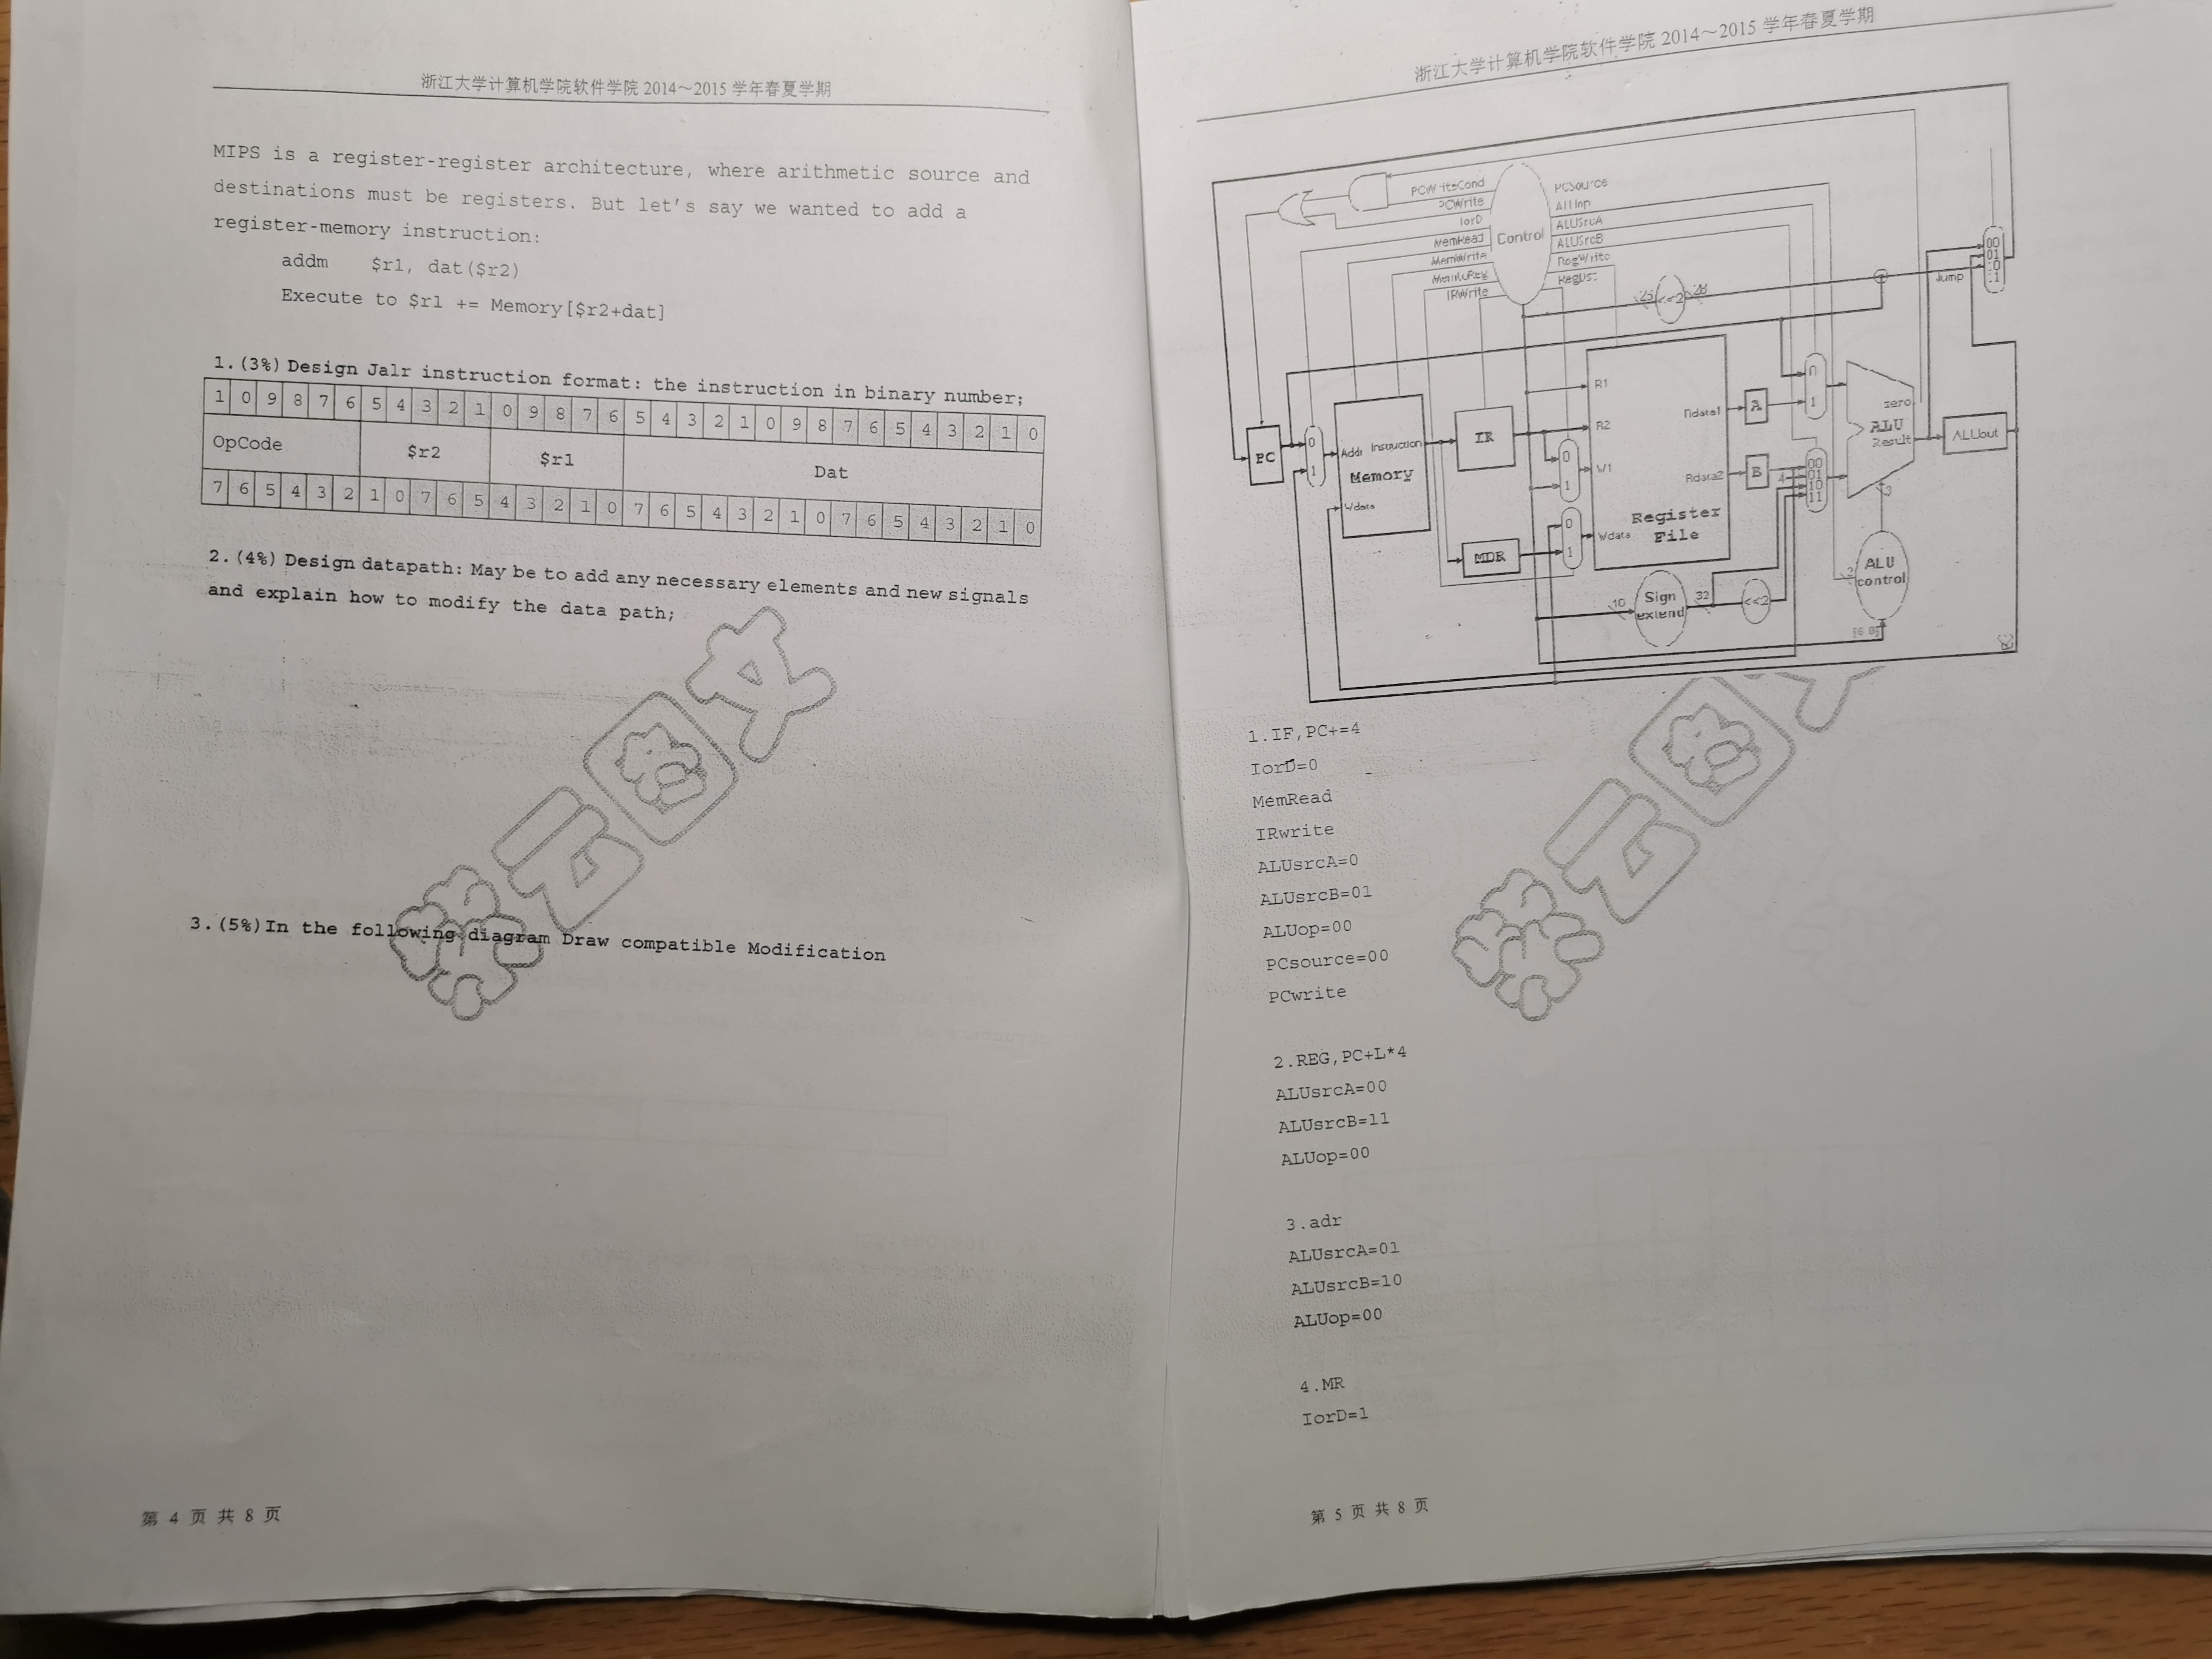 浙江大学计算机学院软件学院 2014～2015 学年春夏学期
MIPS is a register-register architecture, where arithmetic source and
destinations must be registers. But let's say we wanted to add a
register-memory instruction:
addm $r1, dat($r2)
Execute to $r1 += Memory[$r2+dat]
1.(3%) Design Jalr instruction format: the instruction in binary number;
1 0 9 8 7 6 5 4 3 2 1 0 9 8 7 6 5 4 3 2 1 0 9 8 7 6 5 4 3 2 1 0
OpCode $r2 $r1 Dat
7 6 5 4 3 2 1 0 7 6 5 4 3 2 1 0 7 6 5 4 3 2 1 0 7 6 5 4 3 2 1 0
2.(4%) Design datapath: May be to add any necessary elements and new signals
and explain how to modify the data path;
3.(5%)In the following diagram Draw compatible Modification
第 4 页 共 8 页
浙江大学计算机学院软件学院 2014～2015 学年春夏学期
PCWriteCond
PCWrite
IorD
MemRead
MemWrite
MemtoReg
IRWrite
Control
PCSource
ALUSrcA
ALUSrcB
RegWrite
<<2
28
Jump
00
01
PC
0
1
Addr Instruction
Memory
Wdata
IR
MDR
0
1
0
1
R1
R2
W1
Wdata
Rdata1
Rdata2
Register
File
A
B
4
1
00
01
10
11
zero
ALU
Result
ALUout
Sign
extend
32
<<2
ALU
control
1.IF,PC+=4
IorD=0
MemRead
IRwrite
ALUsrcA=0
ALUsrcB=01
ALUop=00
PCsource=00
PCwrite
2.REG,PC+L*4
ALUsrcA=00
ALUsrcB=11
ALUop=00
3.adr
ALUsrcA=01
ALUsrcB=10
ALUop=00
4.MR
IorD=1
第 5 页 共 8 页